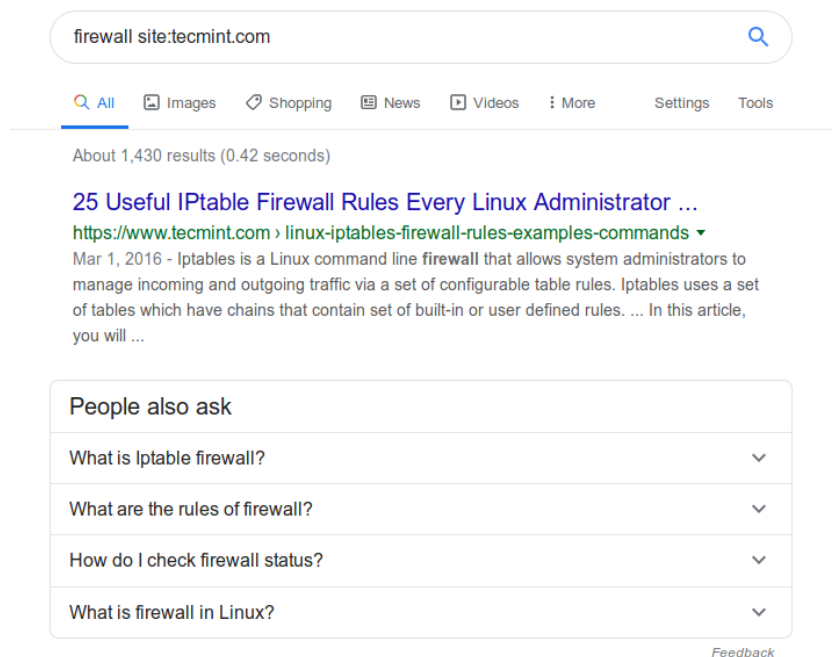 firewall site:tecmint.com
All Images Shopping News Videos More Settings Tools
About 1,430 results (0.42 seconds)
25 Useful IPtable Firewall Rules Every Linux Administrator ...
https://www.tecmint.com › linux-iptables-firewall-rules-examples-commands
Mar 1, 2016 - Iptables is a Linux command line firewall that allows system administrators to
manage incoming and outgoing traffic via a set of configurable table rules. Iptables uses a set
of tables which have chains that contain set of built-in or user defined rules. ... In this article,
you will ...
People also ask
What is Iptable firewall?
What are the rules of firewall?
How do I check firewall status?
What is firewall in Linux?
Feedback